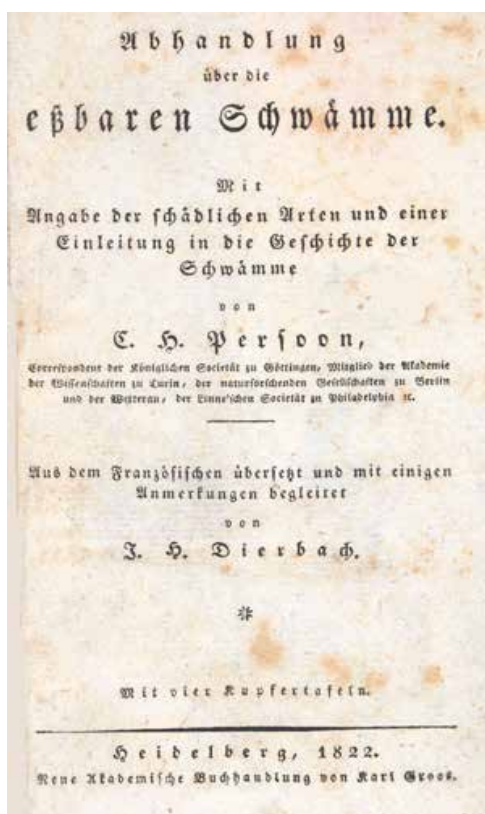 Abhandlung
über die
eßbaren Schwämme.
Mit
Angabe der schädlichen Arten und einer
Einleitung in die Geschichte der
Schwämme
von
C. H. Persoon,
Correspondent der Königlichen Societät zu Göttingen, Mitglied der Akademie
der Wissenschaften zu Turin, der naturforschenden Gesellschaften zu Berlin
und der Wetterau, der Linne'schen Societät zu Philadelphia ꝛc.
Aus dem Französischen übersetzt und mit einigen
Anmerkungen begleitet
von
J. H. Dierbach.
Mit vier Kupfertafeln.
Heidelberg, 1822.
Neue Akademische Buchhandlung von Karl Groos.